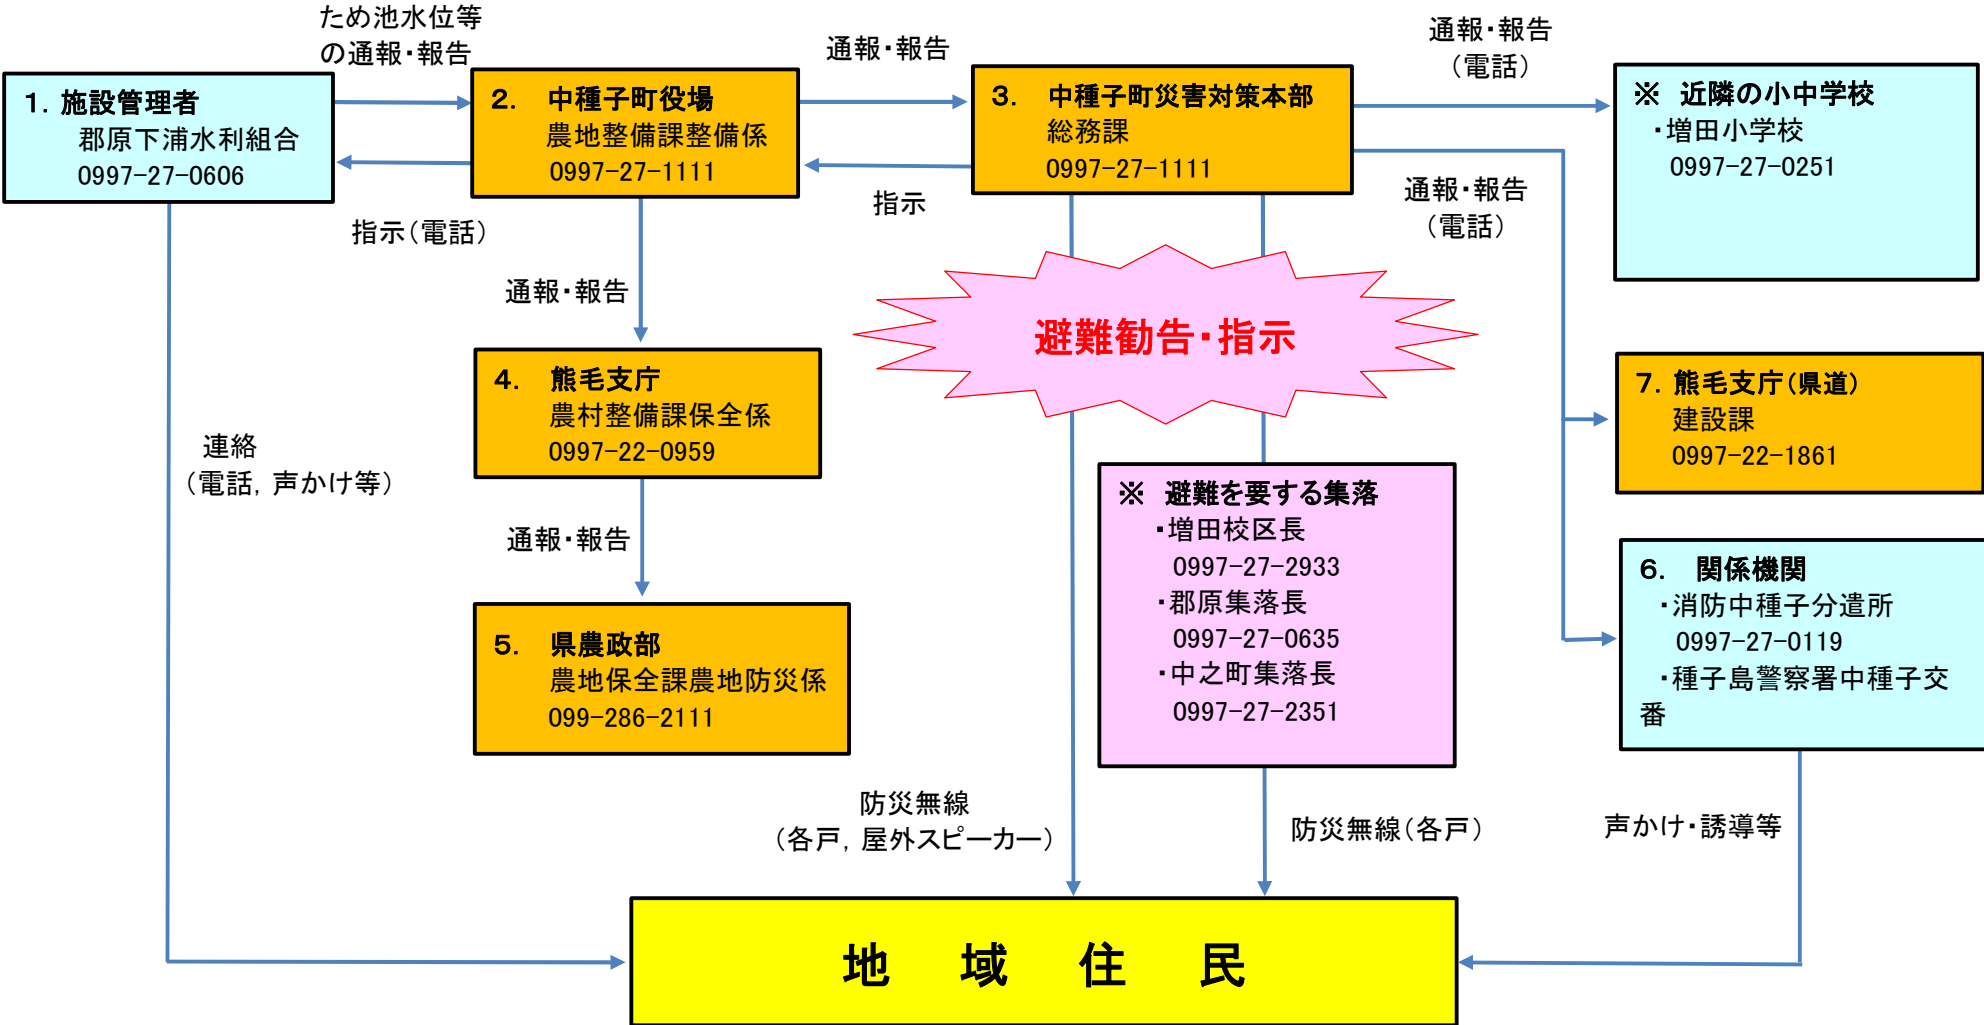 ため池水位等
の通報・報告
通報・報告
通報・報告
(電話)
1. 施設管理者
郡原下浦水利組合
0997-27-0606
2. 中種子町役場
農地整備課整備係
0997-27-1111
3. 中種子町災害対策本部
総務課
0997-27-1111
※ 近隣の小中学校
・増田小学校
0997-27-0251
指示(電話)
指示
通報・報告
(電話)
通報・報告
避難勧告・指示
4. 熊毛支庁
農村整備課保全係
0997-22-0959
7. 熊毛支庁(県道)
建設課
0997-22-1861
連絡
(電話, 声かけ等)
※ 避難を要する集落
・増田校区長
0997-27-2933
・郡原集落長
0997-27-0635
・中之町集落長
0997-27-2351
通報・報告
6. 関係機関
・消防中種子分遣所
0997-27-0119
・種子島警察署中種子交
番
5. 県農政部
農地保全課農地防災係
099-286-2111
防災無線
(各戸, 屋外スピーカー)
防災無線(各戸)
声かけ・誘導等
地 域 住 民